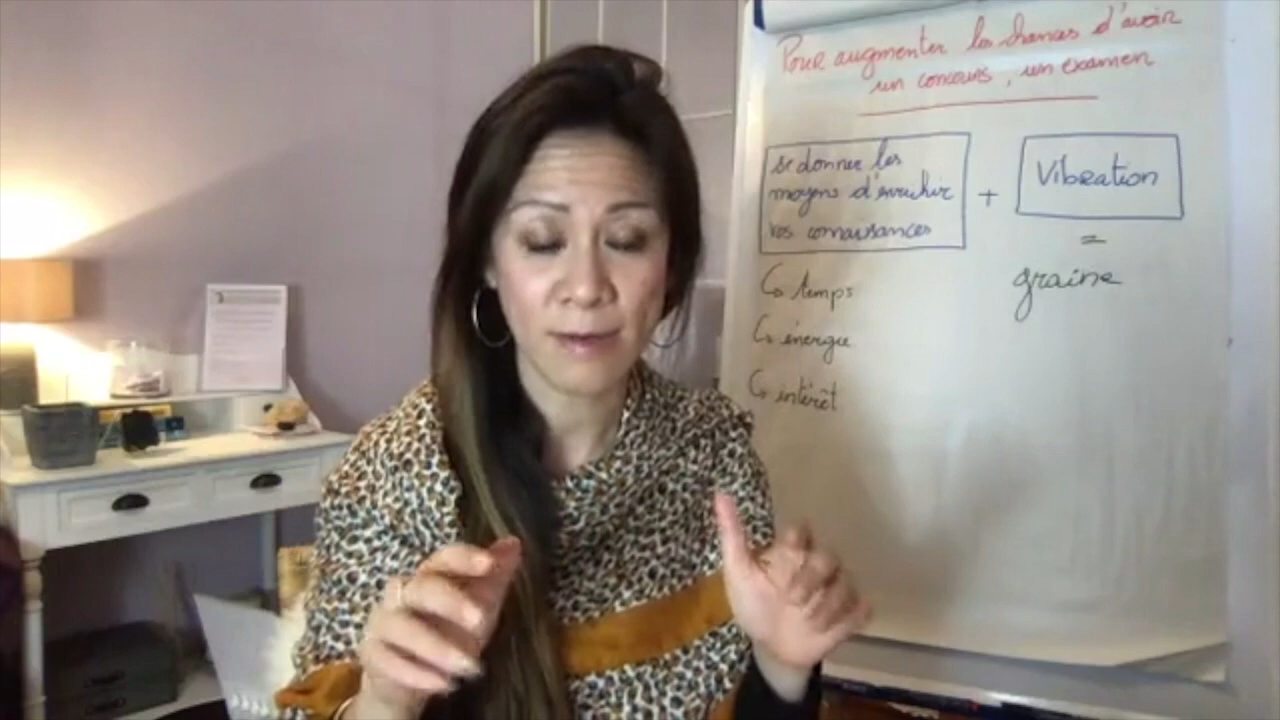 Pour augmenter les chances d'avoir
un concours, un examen
se donner les
moyens d'enrichir
vos connaissances
+
Vibration
=
graine
↳ temps
↳ énergie
↳ intérêt